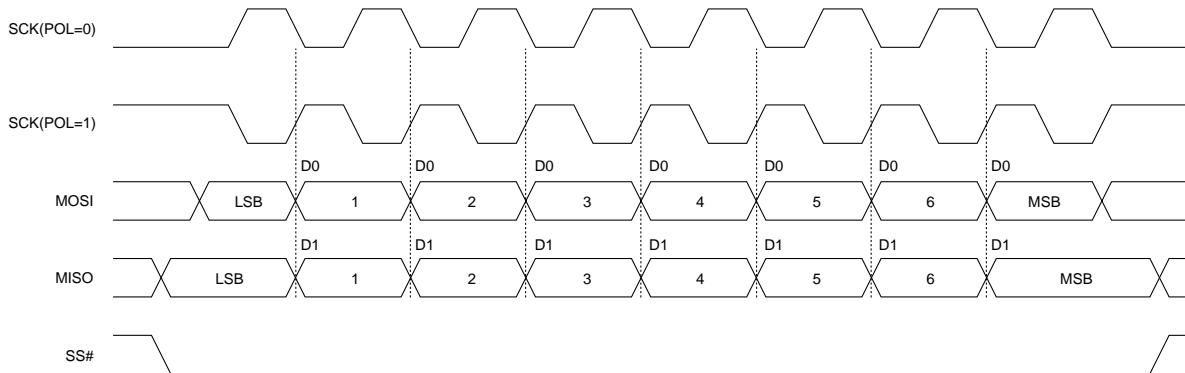 SCK(POL=0)
SCK(POL=1)
D0 D0 D0 D0 D0 D0 D0
MOSI LSB 1 2 3 4 5 6 MSB
D1 D1 D1 D1 D1 D1 D1
MISO LSB 1 2 3 4 5 6 MSB
SS#